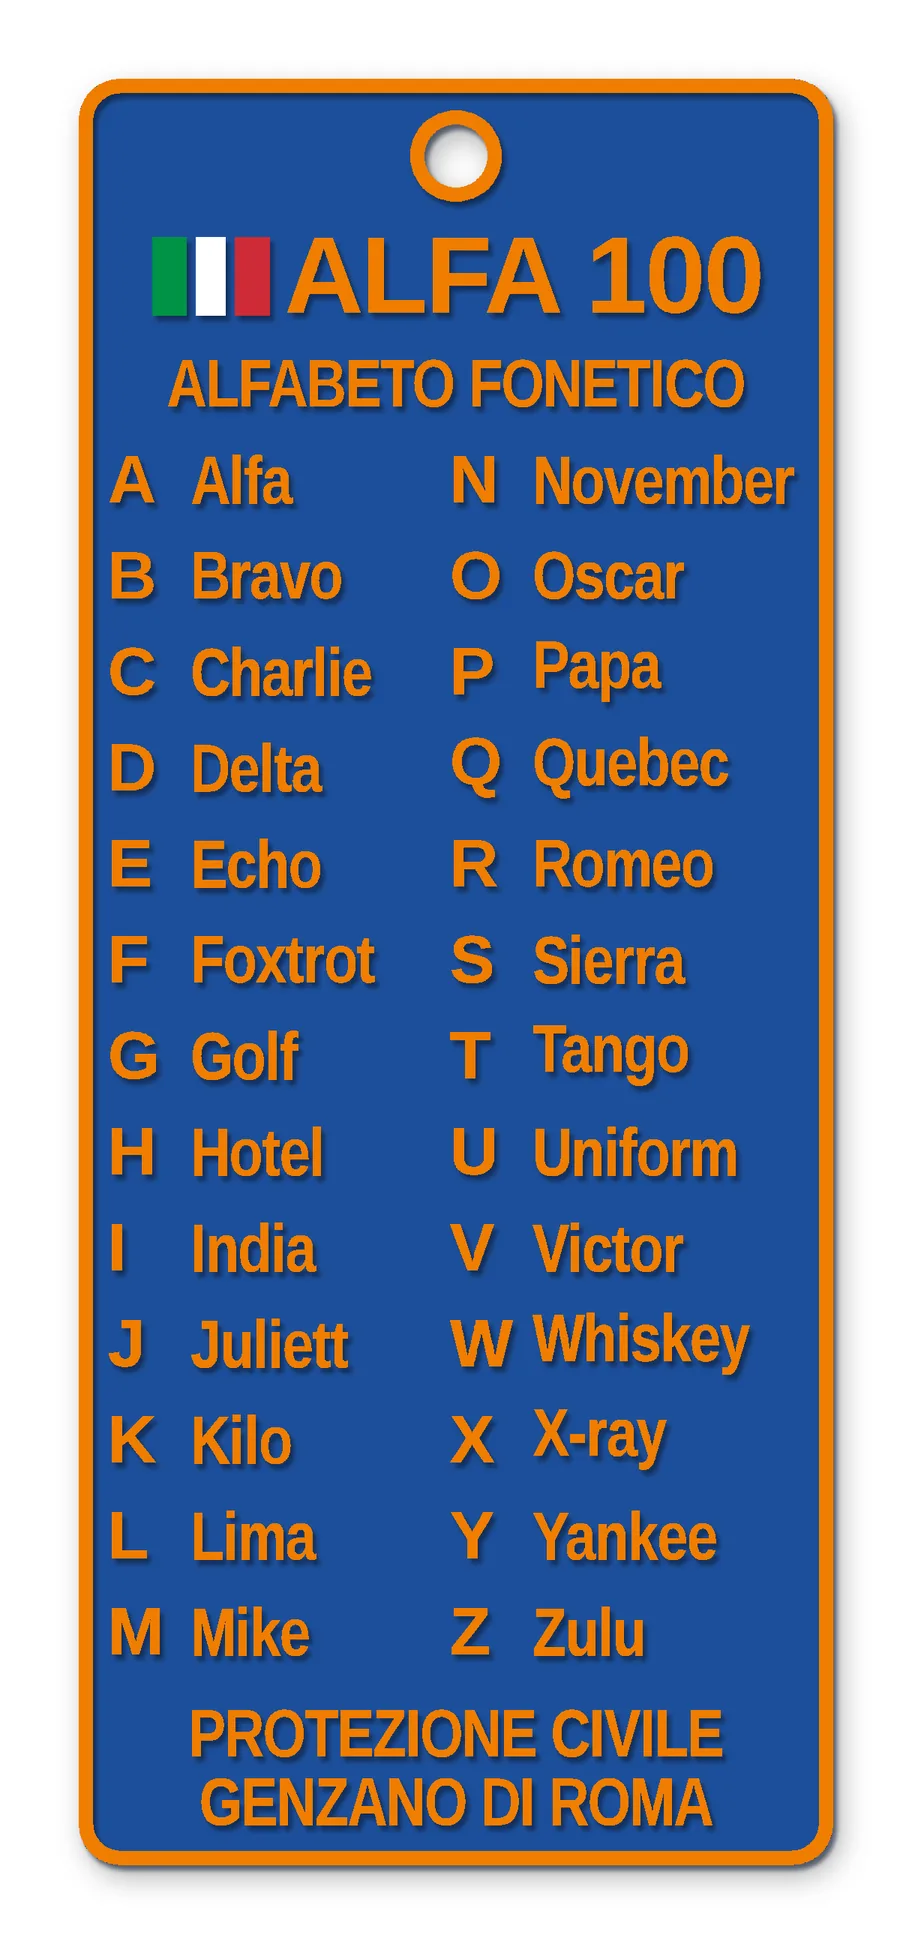 ALFA 100
ALFABETO FONETICO
A Alfa N November
B Bravo O Oscar
C Charlie P Papa
D Delta Q Quebec
E Echo R Romeo
F Foxtrot S Sierra
G Golf T Tango
H Hotel U Uniform
I India V Victor
J Juliett W Whiskey
K Kilo X X-ray
L Lima Y Yankee
M Mike Z Zulu
PROTEZIONE CIVILE
GENZANO DI ROMA